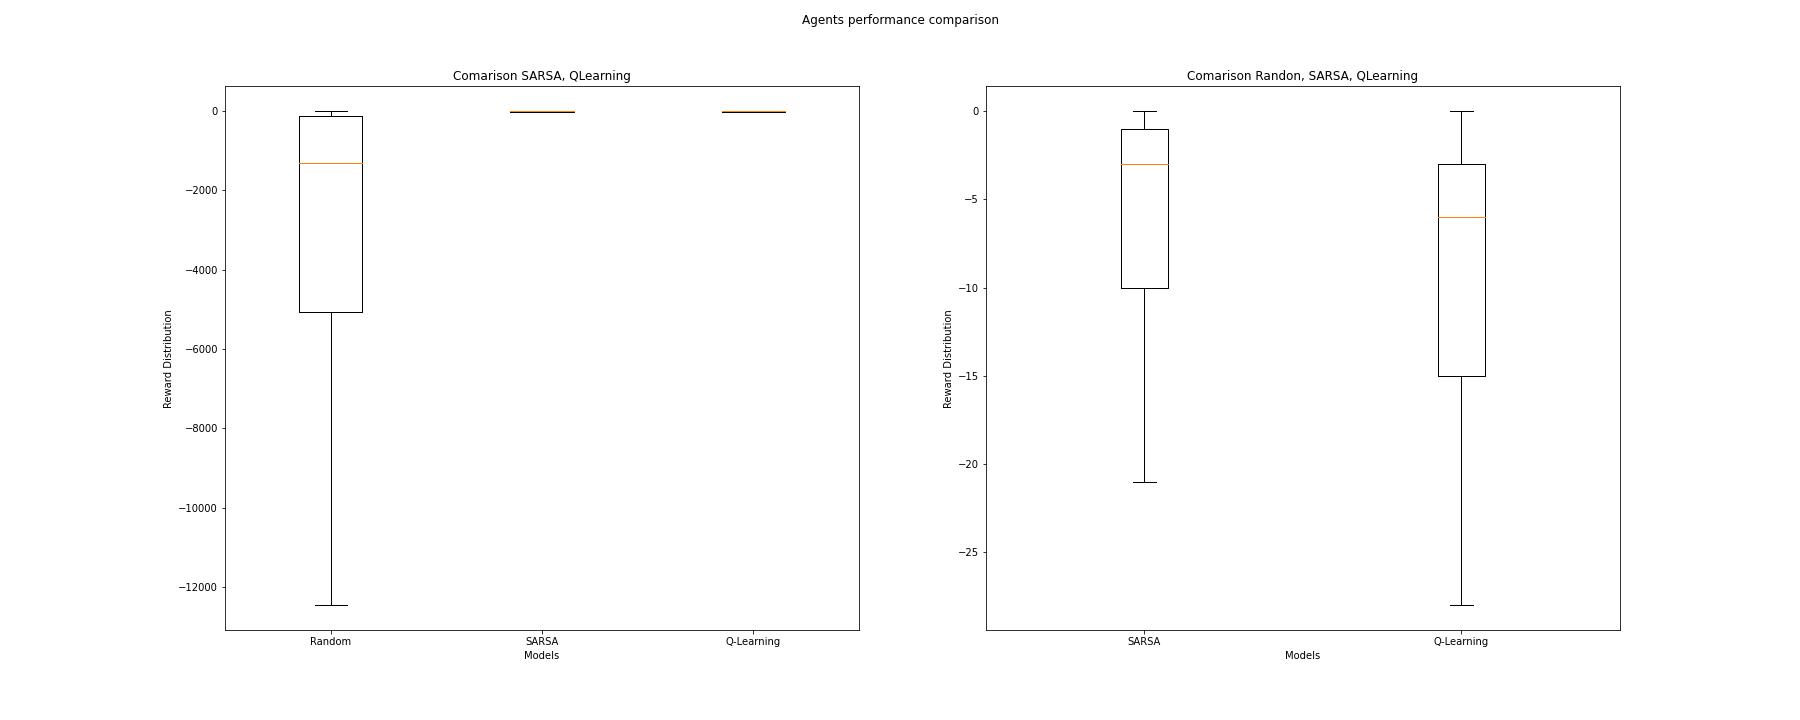 Agents performance comparison
Comarison SARSA, QLearning
Reward Distribution
0
−2000
−4000
−6000
−8000
−10000
−12000
Random SARSA Q-Learning
Models
Comarison Randon, SARSA, QLearning
Reward Distribution
0
−5
−10
−15
−20
−25
SARSA Q-Learning
Models